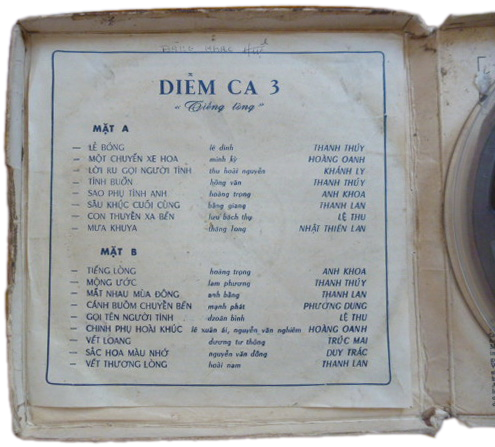 BĂNG NHẠC
DIỄM CA 3
« Tiếng lòng »
MẶT A
— LẺ BÓNG lê dinh THANH THÚY
— MỘT CHUYẾN XE HOA minh kỳ HOÀNG OANH
— LỜI RU GỌI NGƯỜI TÌNH thu hoài nguyễn KHÁNH LY
— TÌNH BUỒN hồng vân THANH THÚY
— SAO PHỤ TÌNH ANH hoàng trọng ANH KHOA
— SẦU KHÚC CUỐI CÙNG hằng giang THANH LAN
— CON THUYỀN XA BẾN lưu bách thụ LỆ THU
— MƯA KHUYA thăng long NHẬT THIÊN LAN
MẶT B
— TIẾNG LÒNG hoàng trọng ANH KHOA
— MỘNG ƯỚC lam phương THANH THÚY
— MẤT NHAU MÙA ĐÔNG anh bằng THANH LAN
— CÁNH BUỒM CHUYỂN BẾN mạnh phát PHƯƠNG DUNG
— GỌI TÊN NGƯỜI TÌNH dzoãn bình LỆ THU
— CHINH PHỤ HOÀI KHÚC lê xuân ái, nguyễn văn nghiêm HOÀNG OANH
— VẾT LOANG dương tư thông TRÚC MAI
— SẮC HOA MÀU NHỚ nguyễn văn đông DUY TRÁC
— VẾT THƯƠNG LÒNG hoài nam THANH LAN